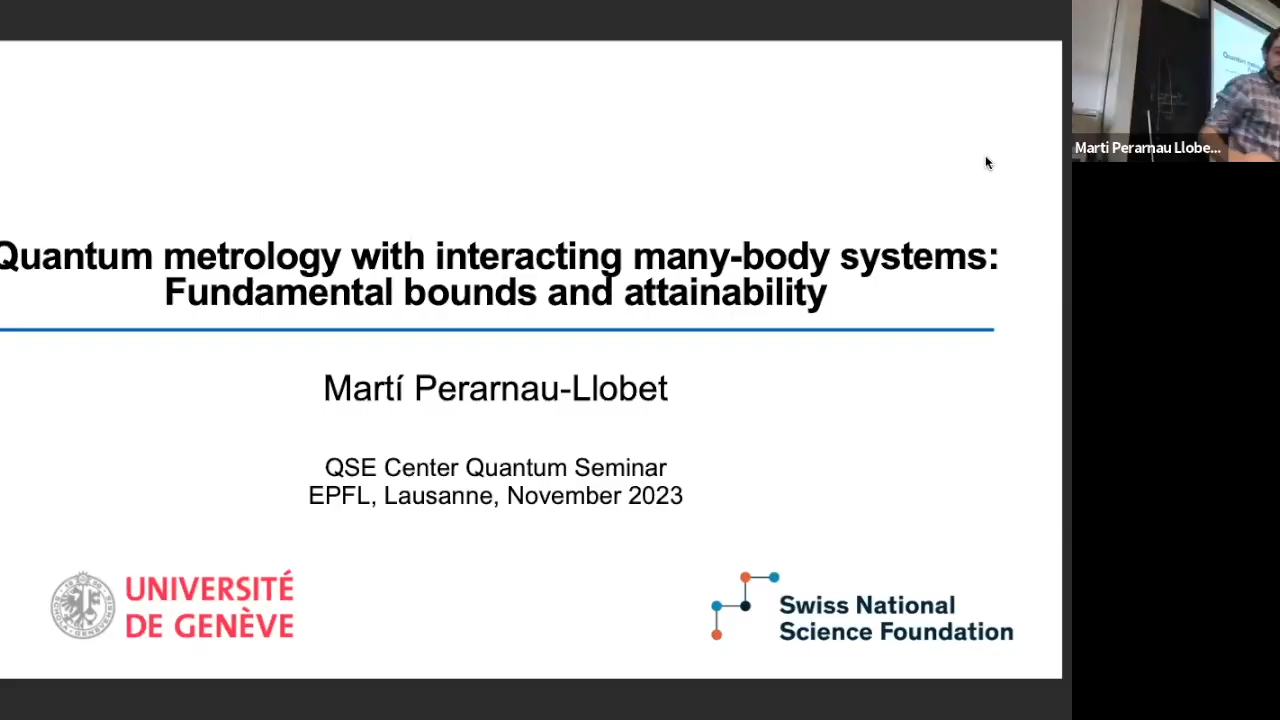 Quantum metrology with interacting many-body systems:
Fundamental bounds and attainability
Martí Perarnau-Llobet
QSE Center Quantum Seminar
EPFL, Lausanne, November 2023
UNIVERSITÉ
DE GENÈVE
Swiss National
Science Foundation
Marti Perarnau Llobe...